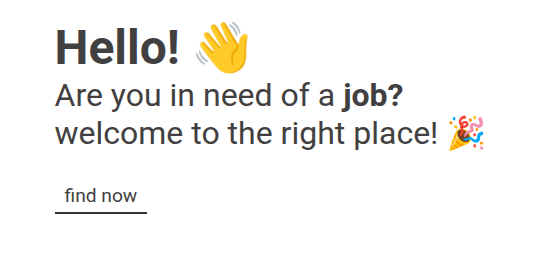 Hello! 👋
Are you in need of a job?
welcome to the right place! 🎉
find now